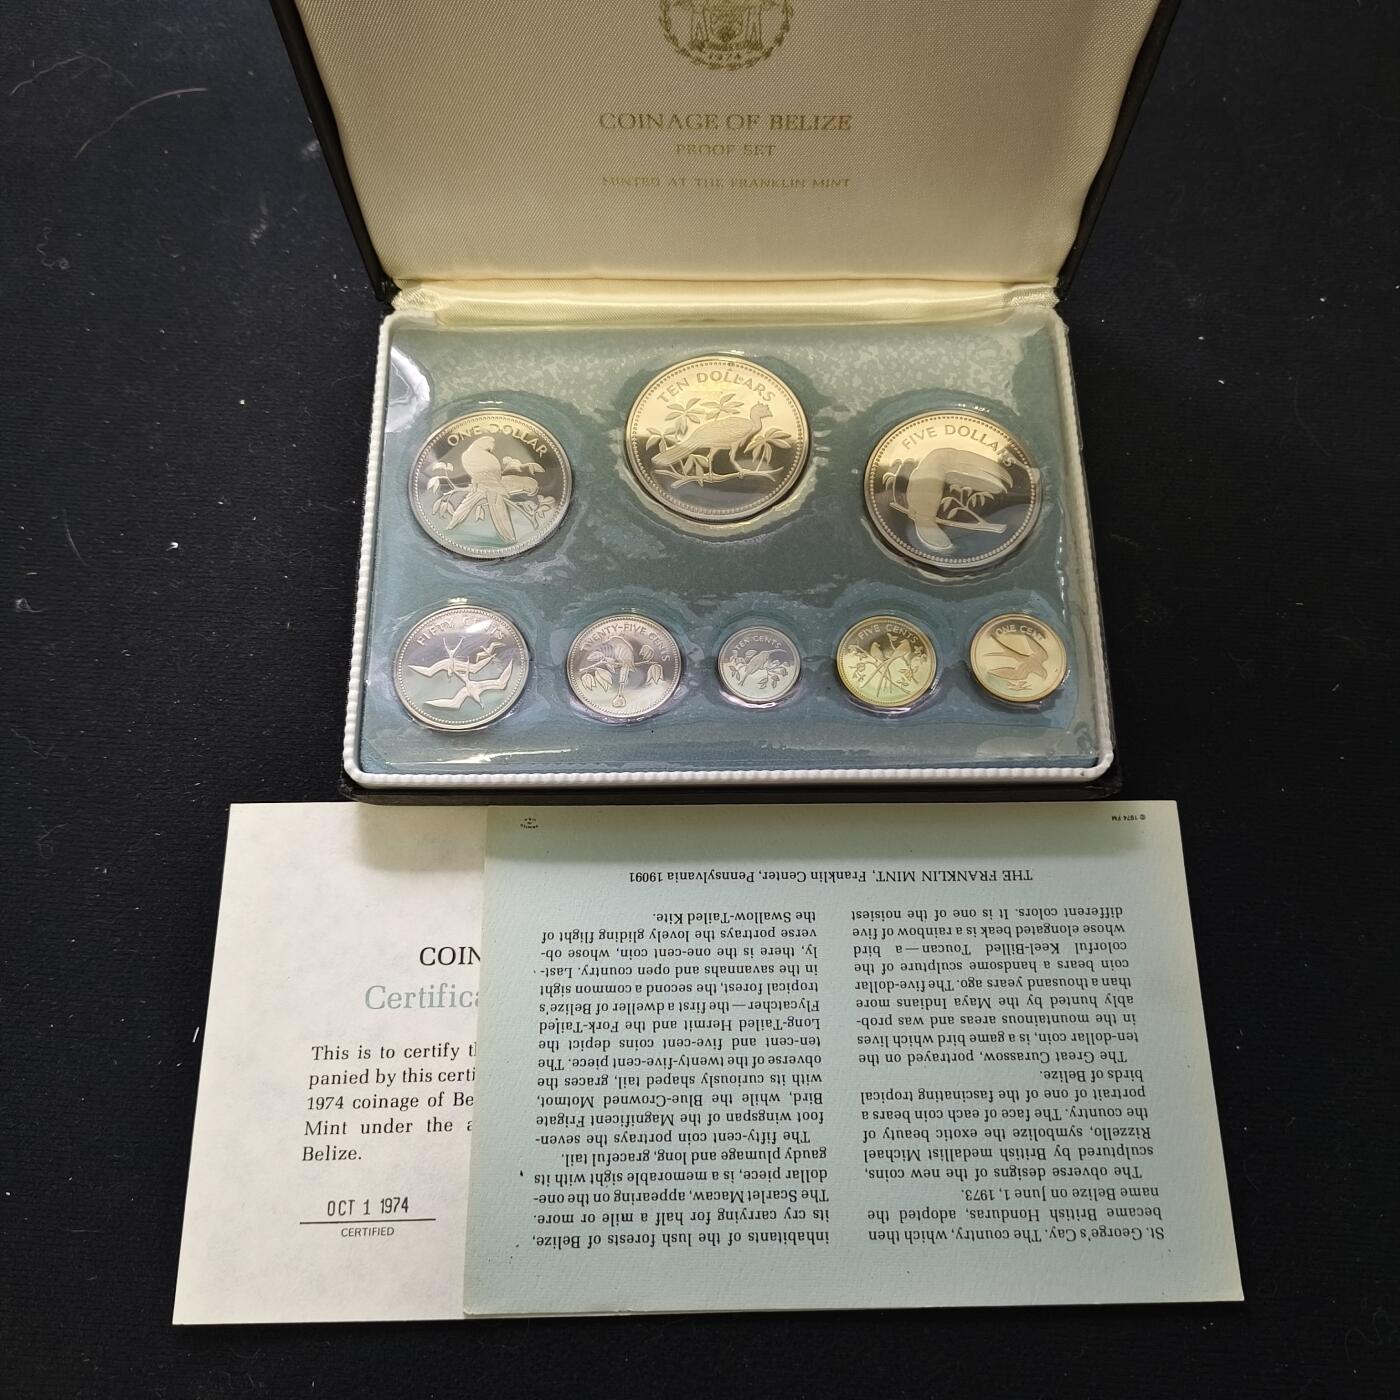 1974
COINAGE OF BELIZE
PROOF SET
MINTED AT THE FRANKLIN MINT
TEN DOLLARS
ONE DOLLAR
FIVE DOLLARS
FIFTY CENTS
TWENTY-FIVE CENTS
TEN CENTS
FIVE CENTS
ONE CENT
COIN
Certifica
This is to certify t
panied by this certi
1974 coinage of Be
Mint under the a
Belize.
OCT 1 1974
CERTIFIED
St. George's Cay. The country, which then
became British Honduras, adopted the
name Belize on June 1, 1973.
The obverse designs of the new coins,
sculptured by British medallist Michael
Rizzello, symbolize the exotic beauty of
the country. The face of each coin bears a
portrait of one of the fascinating tropical
birds of Belize.
The Great Curassow, portrayed on the
ten-dollar coin, is a game bird which lives
in the mountainous areas and was prob-
ably hunted by the Maya Indians more
than a thousand years ago. The five-dollar
coin bears a handsome sculpture of the
colorful Keel-Billed Toucan—a bird
whose elongated beak is a rainbow of five
different colors. It is one of the noisiest
inhabitants of the lush forests of Belize,
its cry carrying for half a mile or more.
The Scarlet Macaw, appearing on the one-
dollar piece, is a memorable sight with its
gaudy plumage and long, graceful tail.
The fifty-cent coin portrays the seven-
foot wingspan of the Magnificent Frigate
Bird, while the Blue-Crowned Motmot,
with its curiously shaped tail, graces the
obverse of the twenty-five-cent piece. The
ten-cent and five-cent coins depict the
Long-Tailed Hermit and the Fork-Tailed
Flycatcher—the first a dweller of Belize's
tropical forest, the second a common sight
in the savannahs and open country. Last-
ly, there is the one-cent coin, whose ob-
verse portrays the lovely gliding flight of
the Swallow-Tailed Kite.
THE FRANKLIN MINT, Franklin Center, Pennsylvania 19091
© 1974 FM